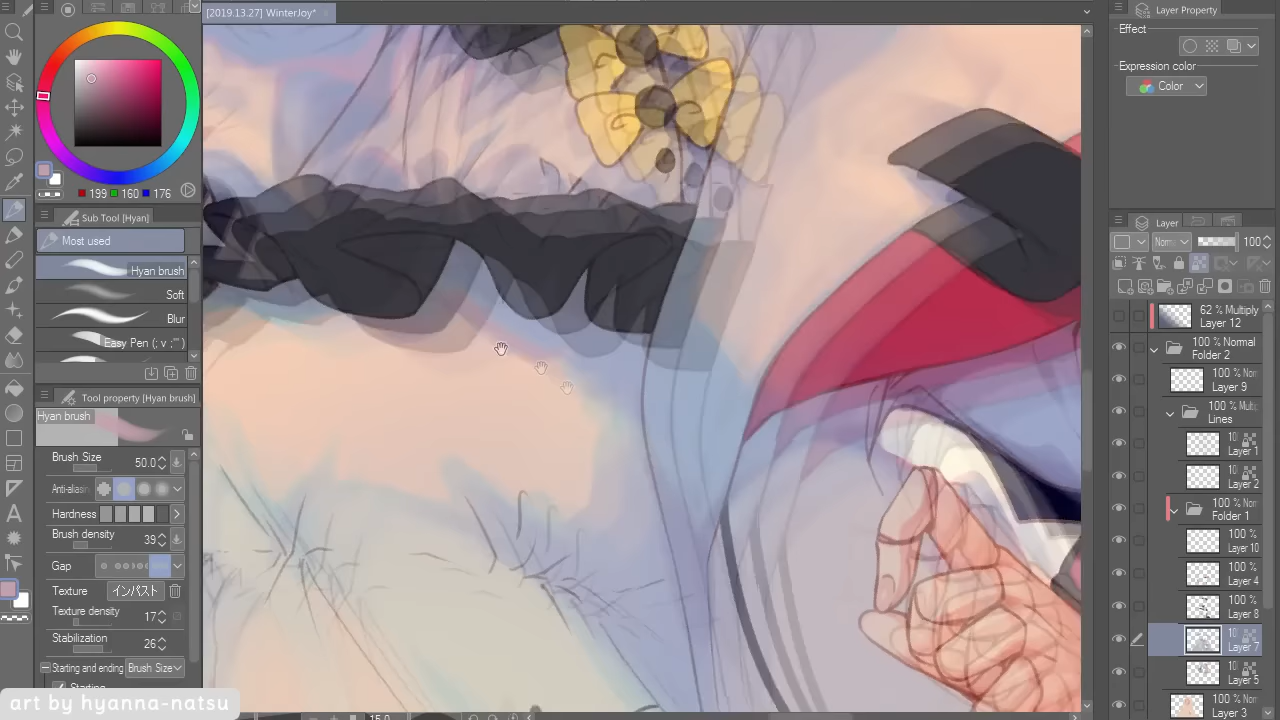 [2019.13.27] WinterJoy*
199 160 176
Sub Tool [Hyan]
Most used
Hyan brush
Soft
Blur
Easy Pen (; v ;'''')
Tool property [Hyan brush]
Hyan brush
Brush Size 50.0
Anti-aliasin
Hardness
Brush density 39
Gap
Texture インパスト
Texture density 17
Stabilization 26
Starting and ending Brush Size
Starting
art by hyanna-natsu
15.0
Layer Property
Effect
Expression color
Color
Layer
Norm 100
62 % Multiply
Layer 12
100 % Normal
Folder 2
100 % Nor
Layer 9
100 % Multi
Lines
10
Layer 1
10
Layer 2
100 % Nor
Folder 1
100 %
Layer 10
100 %
Layer 4
100 %
Layer 8
10
Layer 7
10
Layer 5
100 % Nor
Layer 3